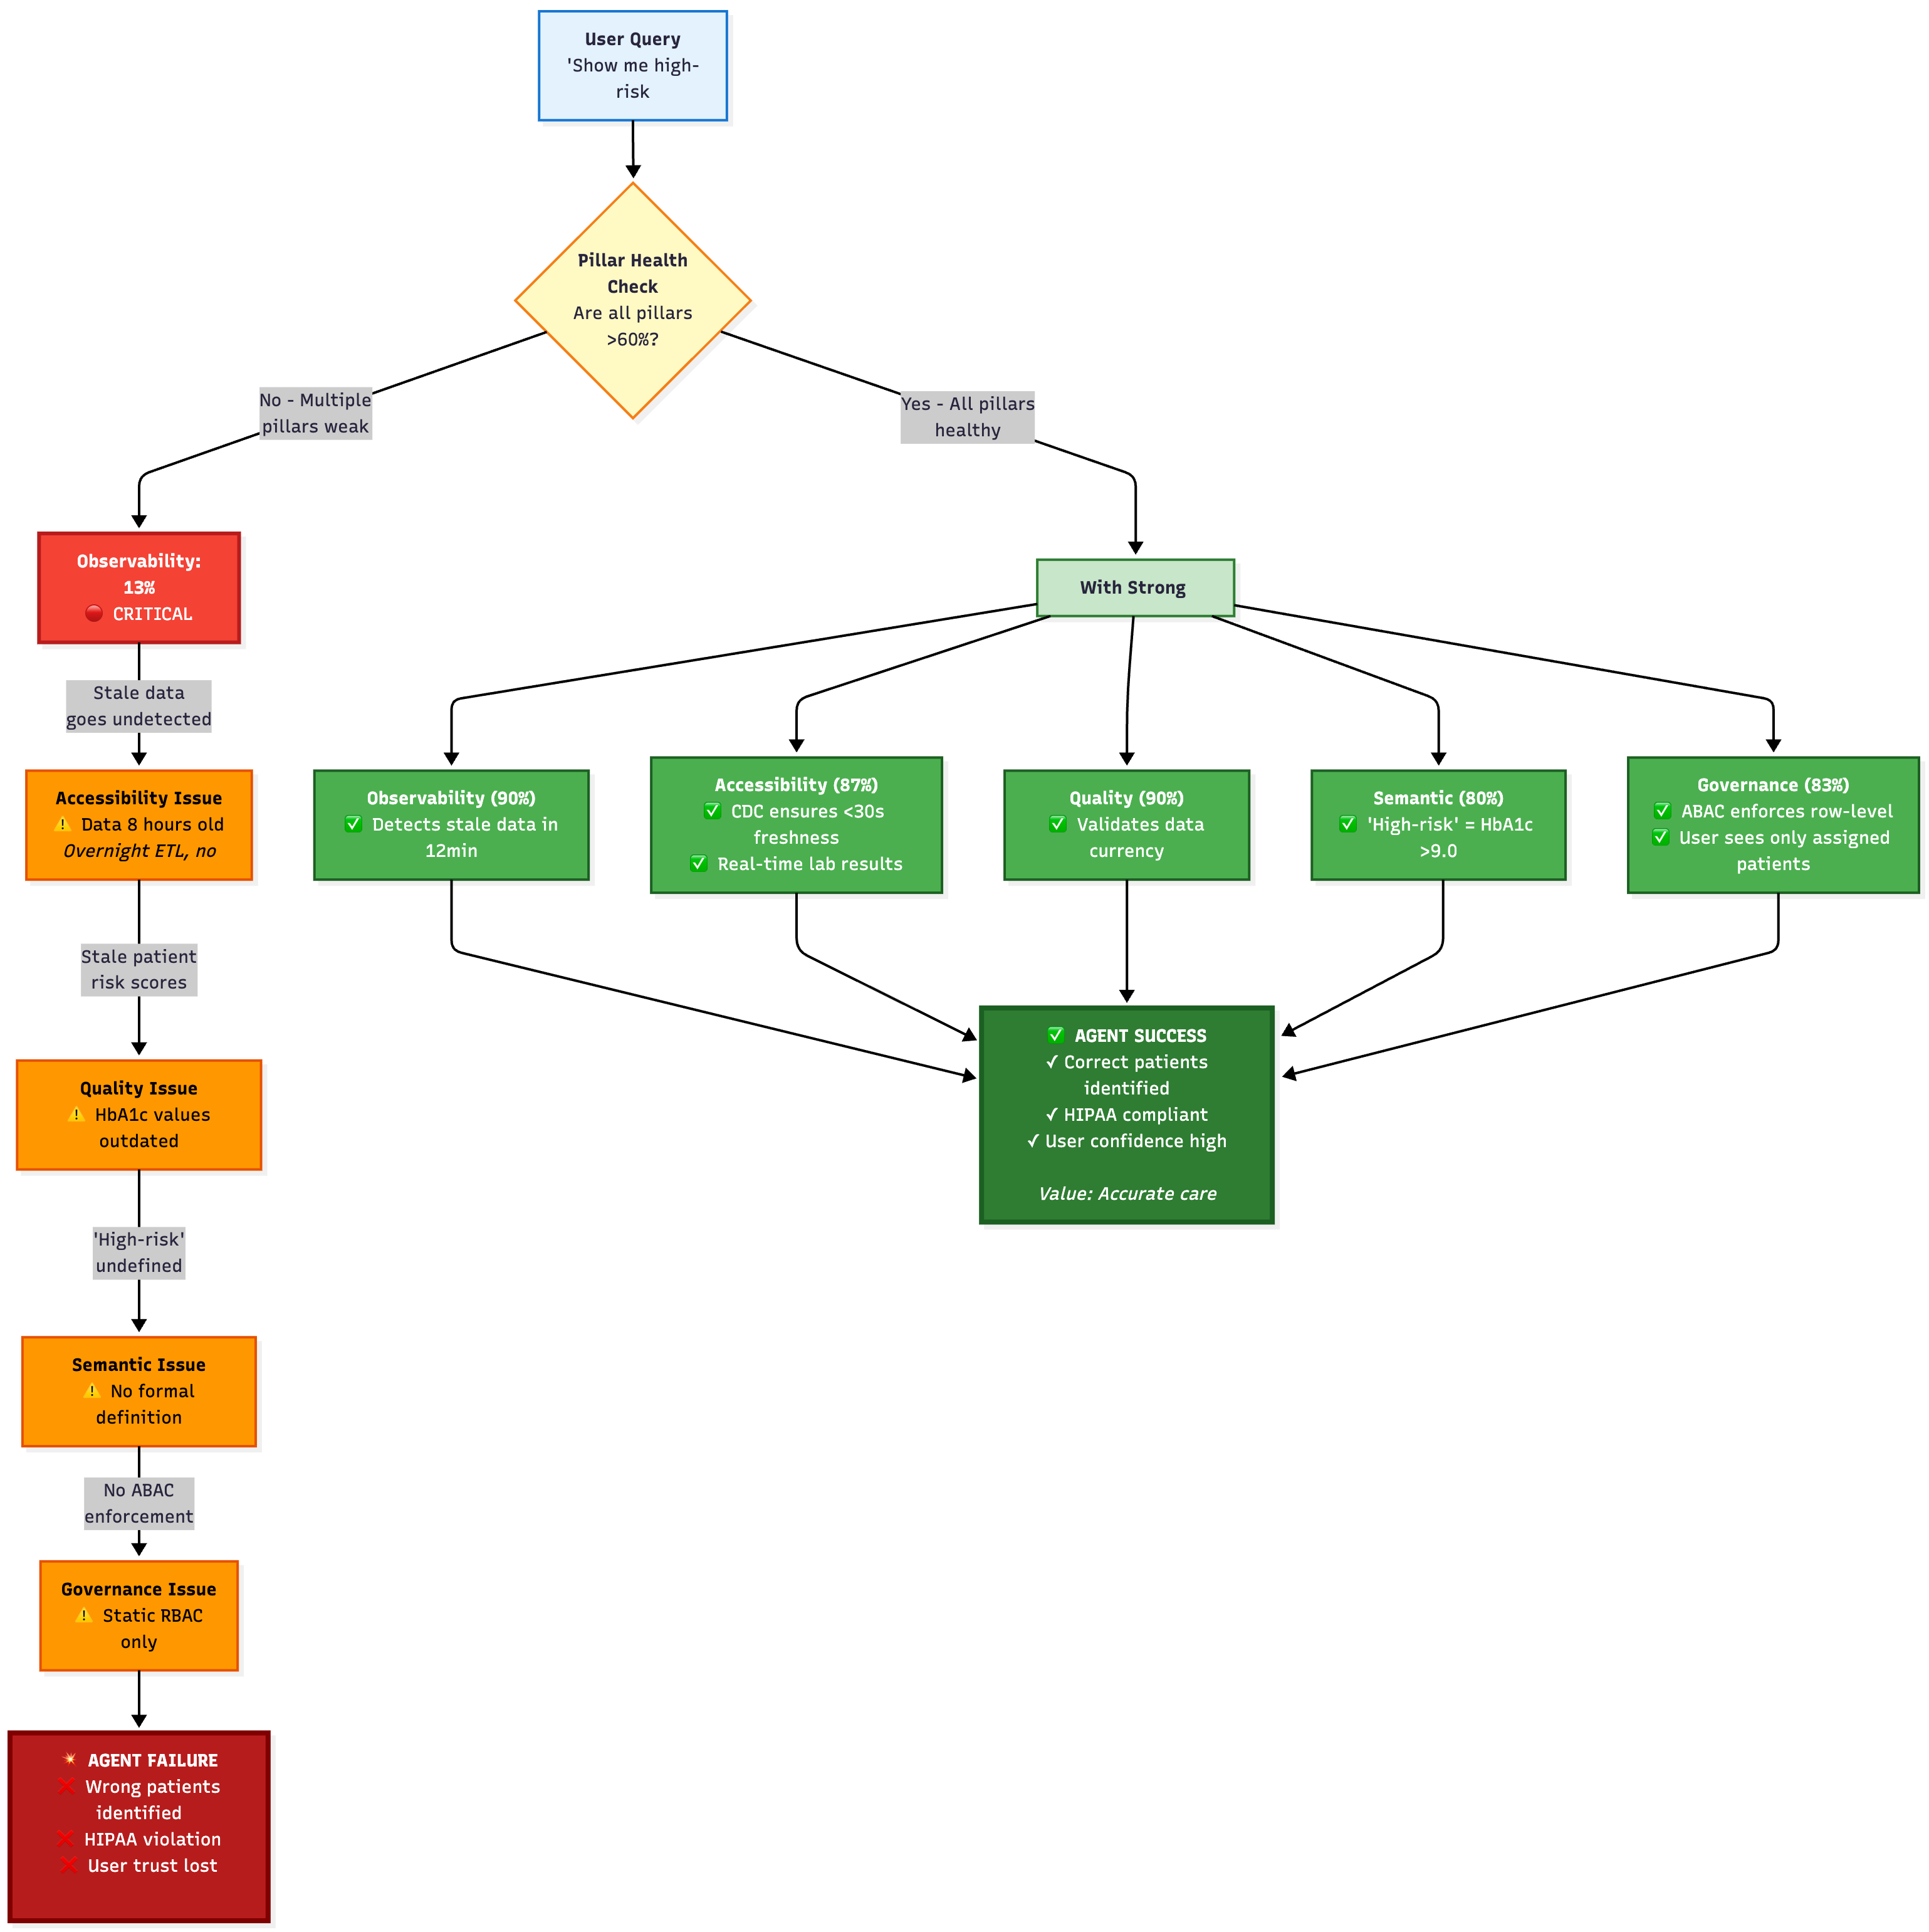 User Query
'Show me high-
risk
Pillar Health
Check
Are all pillars
>60%?
No - Multiple
pillars weak
Yes - All pillars
healthy
Observability:
13%
🔴 CRITICAL
With Strong
Stale data
goes undetected
Accessibility Issue
⚠️ Data 8 hours old
Overnight ETL, no
Observability (90%)
✅ Detects stale data in
12min
Accessibility (87%)
✅ CDC ensures <30s
freshness
✅ Real-time lab results
Quality (90%)
✅ Validates data
currency
Semantic (80%)
✅ 'High-risk' = HbA1c
>9.0
Governance (83%)
✅ ABAC enforces row-level
✅ User sees only assigned
patients
Stale patient
risk scores
Quality Issue
⚠️ HbA1c values
outdated
✅ AGENT SUCCESS
✓ Correct patients
identified
✓ HIPAA compliant
✓ User confidence high
Value: Accurate care
'High-risk'
undefined
Semantic Issue
⚠️ No formal
definition
No ABAC
enforcement
Governance Issue
⚠️ Static RBAC
only
💥 AGENT FAILURE
❌ Wrong patients
identified
❌ HIPAA violation
❌ User trust lost